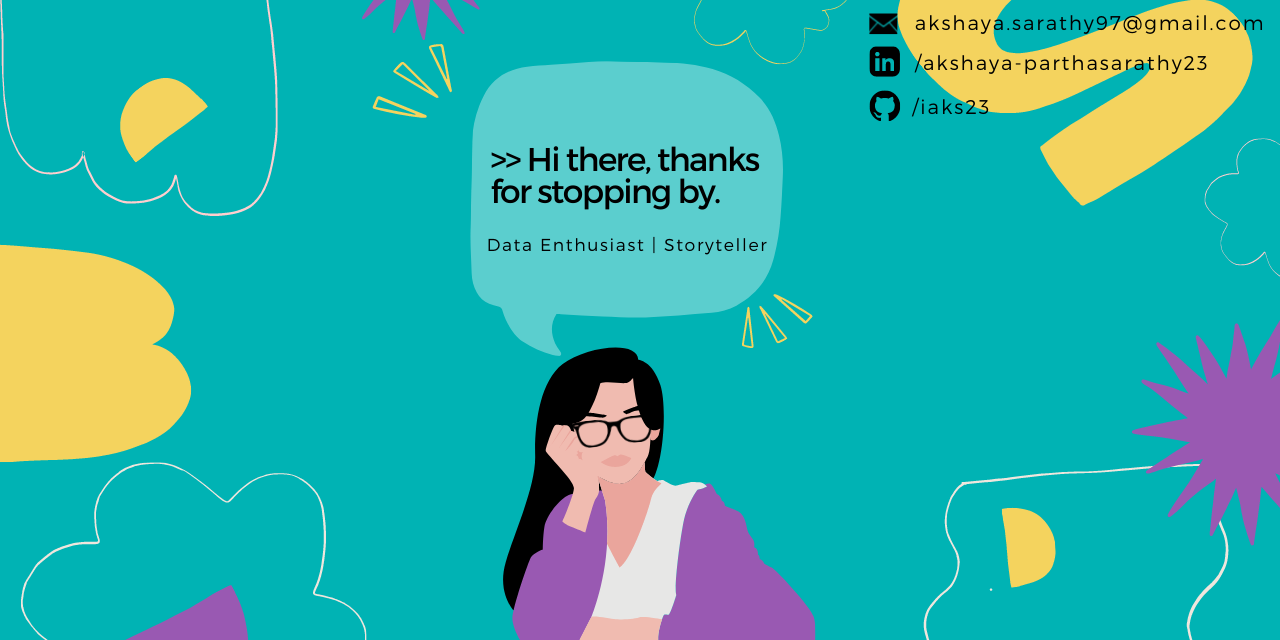 akshaya.sarathy97@gmail.com
/akshaya-parthasarathy23
/iaks23
>> Hi there, thanks
for stopping by.
Data Enthusiast | Storyteller